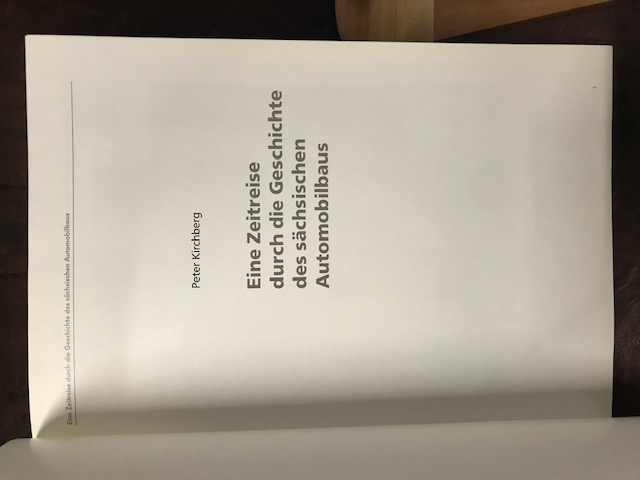 Eine Zeitreise durch die Geschichte des sächsischen Automobilbaus
Peter Kirchberg
Eine Zeitreise
durch die Geschichte
des sächsischen
Automobilbaus